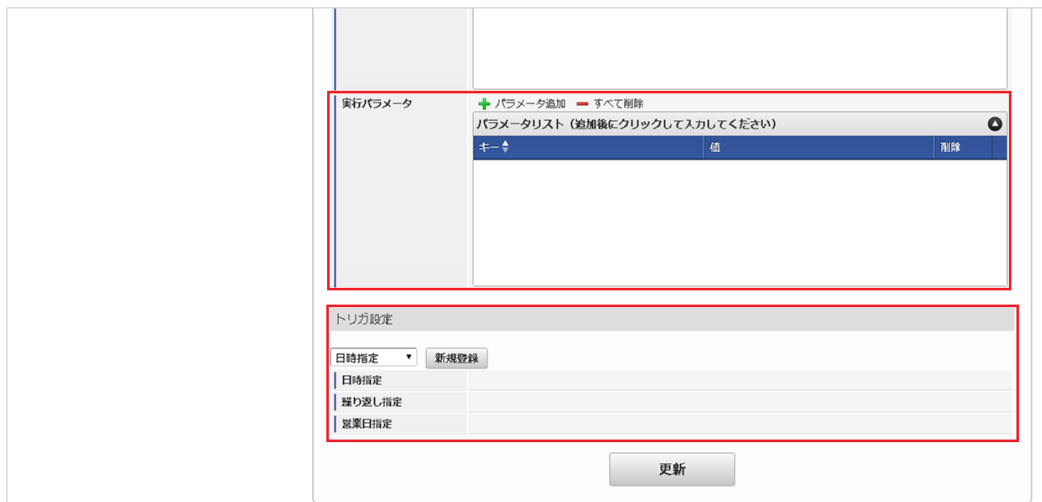 実行パラメータ
パラメータ追加 すべて削除
パラメータリスト（追加後にクリックして入力してください）
キー 値 削除
トリガ設定
日時指定 新規登録
日時指定
繰り返し指定
営業日指定
更新